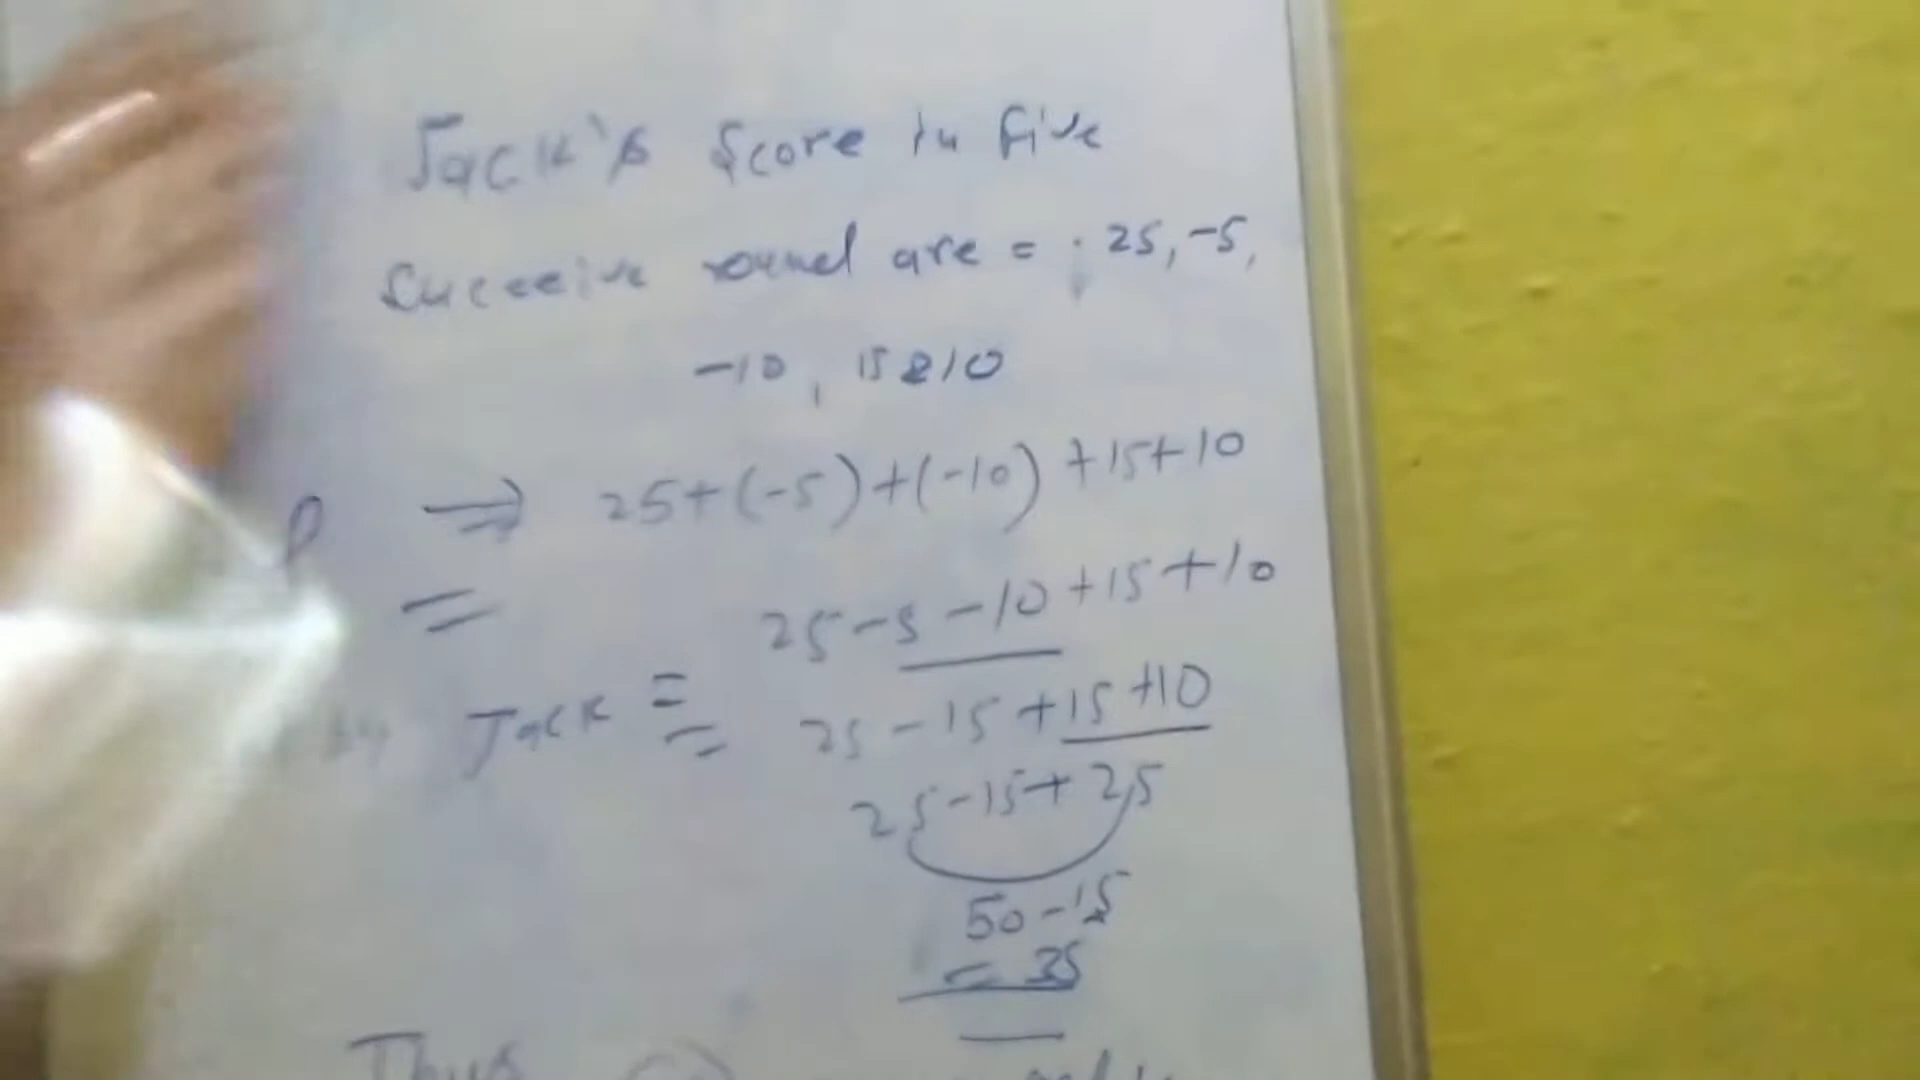 Jack's Score in five
Succeive round are = : 25, -5,
-10, 15 & 10
P ⇒ 25+(-5)+(-10)+15+10
=
25-5-10+15+10
Jack = = 25-15+15+10
25-15+25
50-15
= 35
Thus